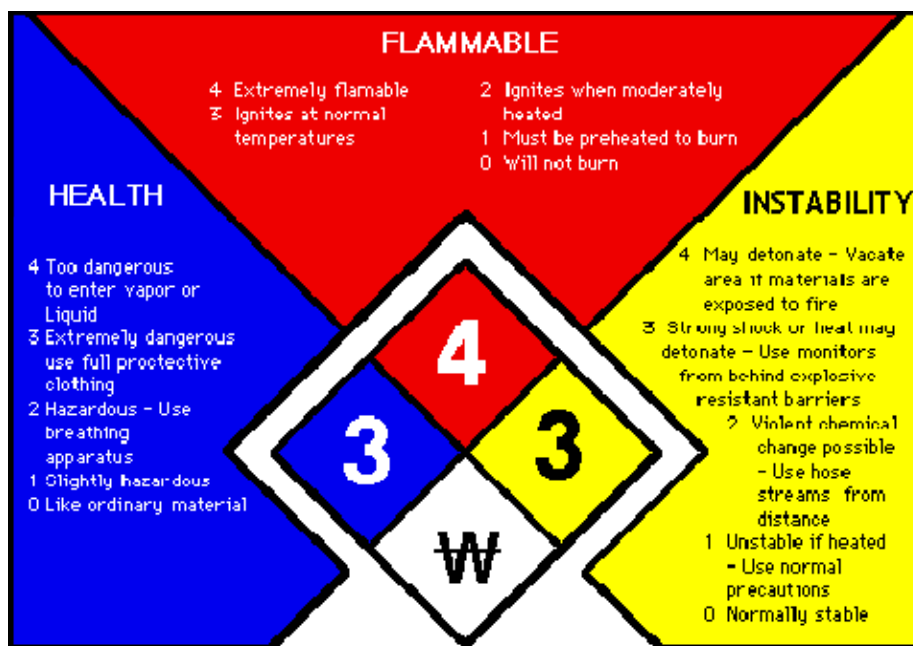 FLAMMABLE
4 Extremely flamable
3 Ignites at normal
temperatures
2 Ignites when moderately
heated
1 Must be preheated to burn
0 Will not burn
HEALTH
4 Too dangerous
to enter vapor or
Liquid
3 Extremely dangerous
use full proctective
clothing
2 Hazardous - Use
breathing
apparatus
1 Slightly hazardous
0 Like ordinary material
INSTABILITY
4 May detonate - Vacate
area if materials are
exposed to fire
3 Strong shock or heat may
detonate - Use monitors
from behind explosive
resistant barriers
2 Violent chemical
change possible
- Use hose
streams from
distance
1 Unstable if heated
- Use normal
precautions
0 Normally stable
4
3
3
W